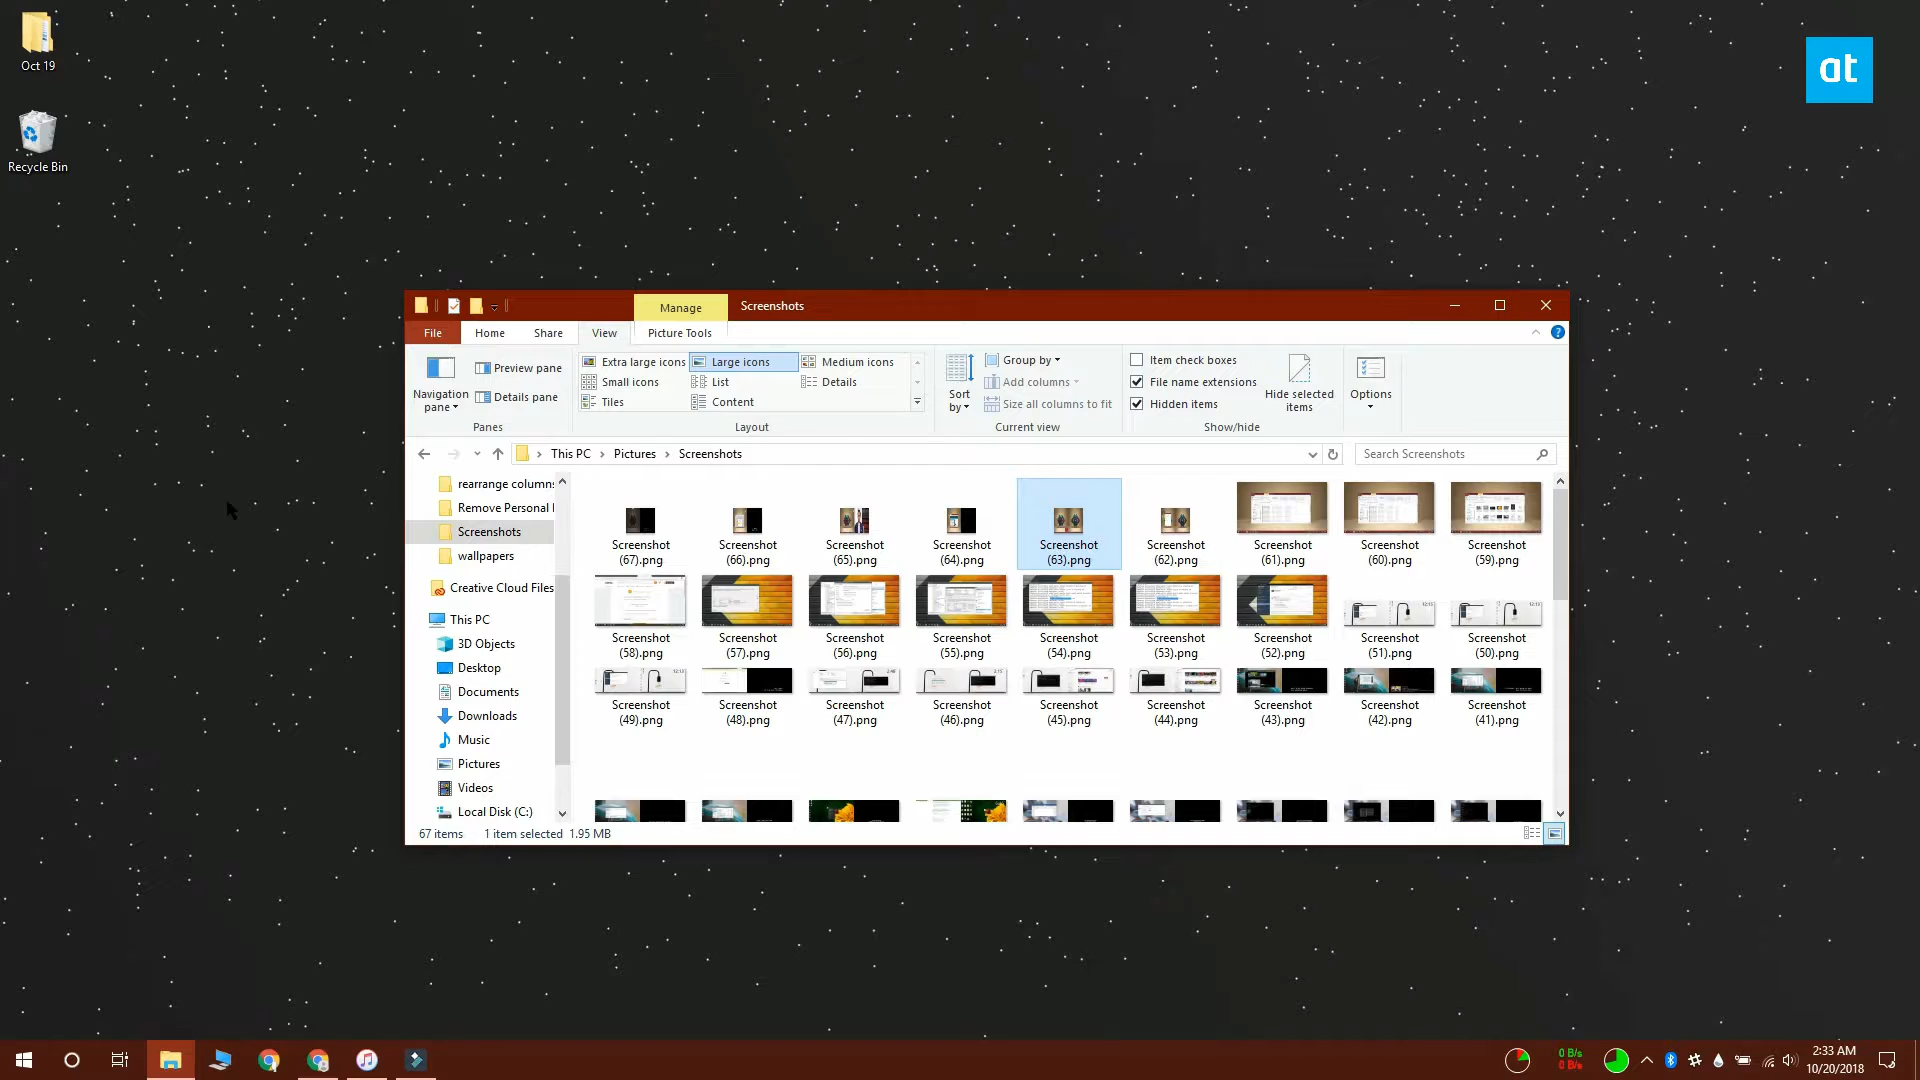 Oct 19
at
Recycle Bin
Manage
Screenshots
File
Home
Share
View
Picture Tools
Navigation pane
Preview pane
Details pane
Panes
Extra large icons
Large icons
Medium icons
Small icons
List
Details
Tiles
Content
Layout
Sort by
Group by
Add columns
Size all columns to fit
Current view
Item check boxes
File name extensions
Hidden items
Hide selected items
Show/hide
Options
This PC
Pictures
Screenshots
Search Screenshots
rearrange columns
Remove Personal
Screenshots
wallpapers
Creative Cloud Files
This PC
3D Objects
Desktop
Documents
Downloads
Music
Pictures
Videos
Local Disk (C:)
Screenshot (67).png
Screenshot (66).png
Screenshot (65).png
Screenshot (64).png
Screenshot (63).png
Screenshot (62).png
Screenshot (61).png
Screenshot (60).png
Screenshot (59).png
Screenshot (58).png
Screenshot (57).png
Screenshot (56).png
Screenshot (55).png
Screenshot (54).png
Screenshot (53).png
Screenshot (52).png
Screenshot (51).png
Screenshot (50).png
Screenshot (49).png
Screenshot (48).png
Screenshot (47).png
Screenshot (46).png
Screenshot (45).png
Screenshot (44).png
Screenshot (43).png
Screenshot (42).png
Screenshot (41).png
67 items
1 item selected 1.95 MB
0 B/s
0 B/s
2:33 AM
10/20/2018